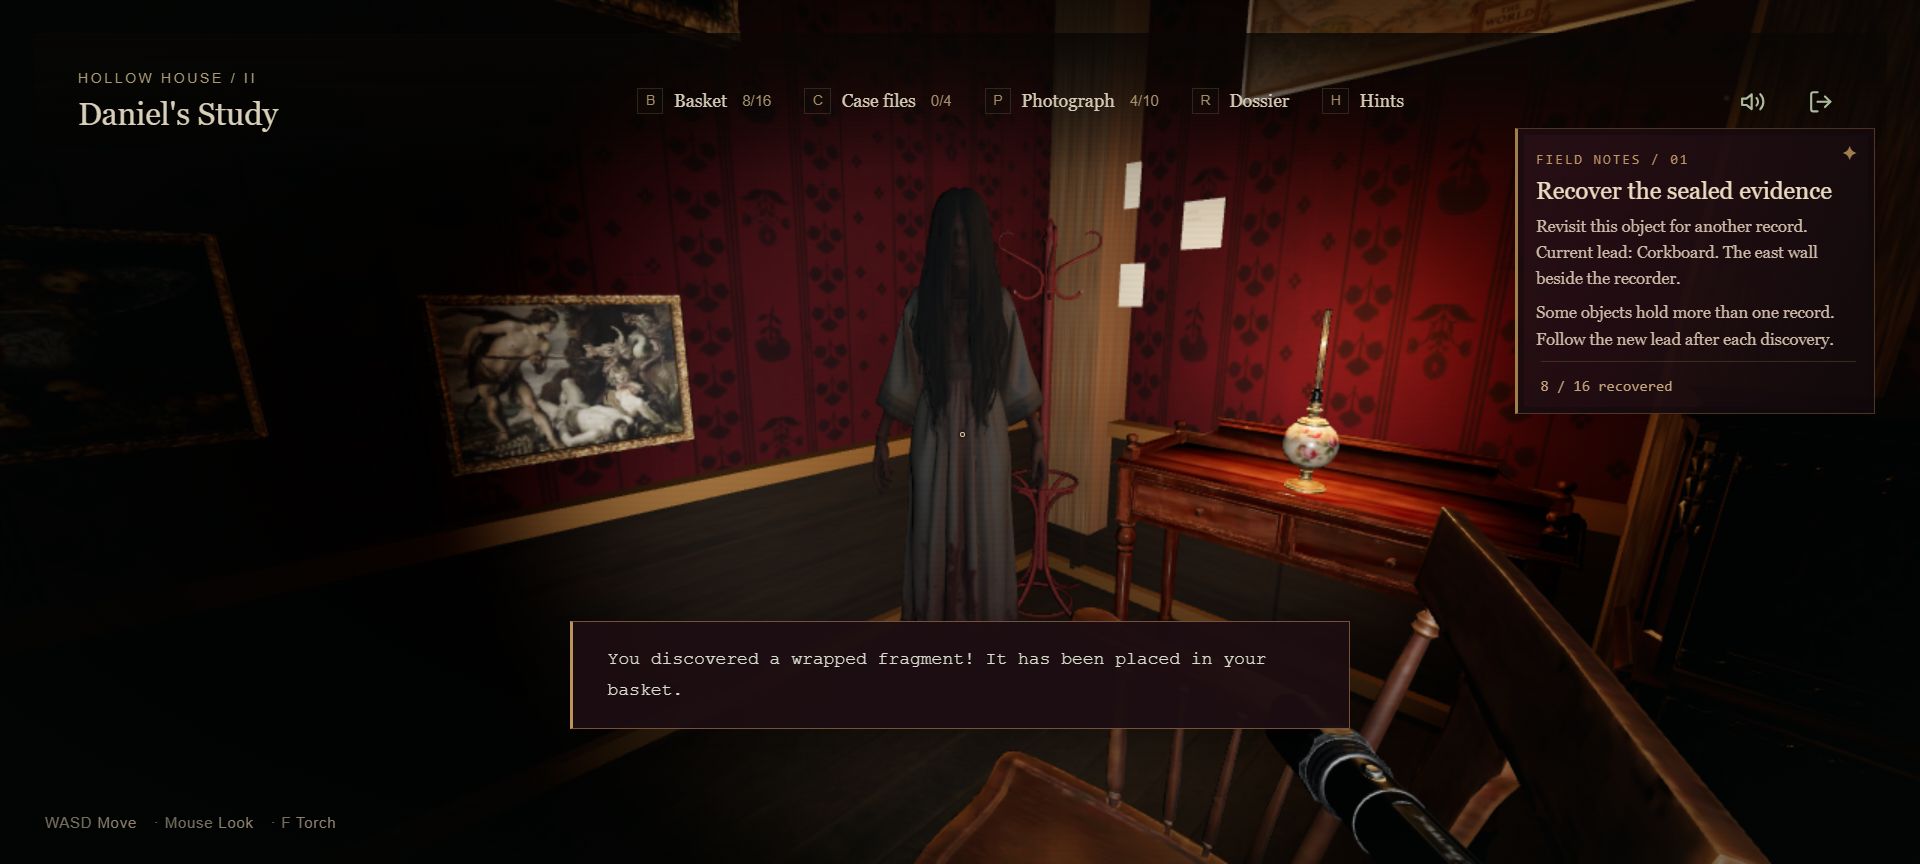 THE
WORLD
HOLLOW HOUSE / II
Daniel's Study
B Basket 8/16 C Case files 0/4 P Photograph 4/10 R Dossier H Hints
FIELD NOTES / 01
Recover the sealed evidence
Revisit this object for another record.
Current lead: Corkboard. The east wall
beside the recorder.
Some objects hold more than one record.
Follow the new lead after each discovery.
8 / 16 recovered
You discovered a wrapped fragment! It has been placed in your
basket.
WASD Move · Mouse Look · F Torch